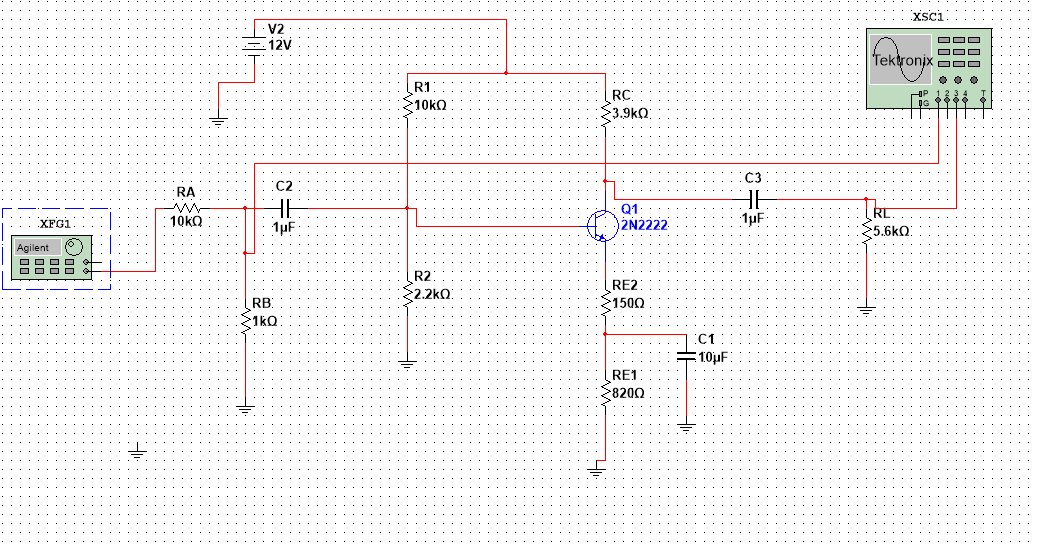 XSC1
Tektronix
P
G
1 2 3 4 T
V2
12V
R1
10kΩ
RC
3.9kΩ
RA
10kΩ
C2
1µF
C3
1µF
Q1
2N2222
RL
5.6kΩ
XFG1
Agilent
R2
2.2kΩ
RE2
150Ω
RB
1kΩ
C1
10µF
RE1
820Ω